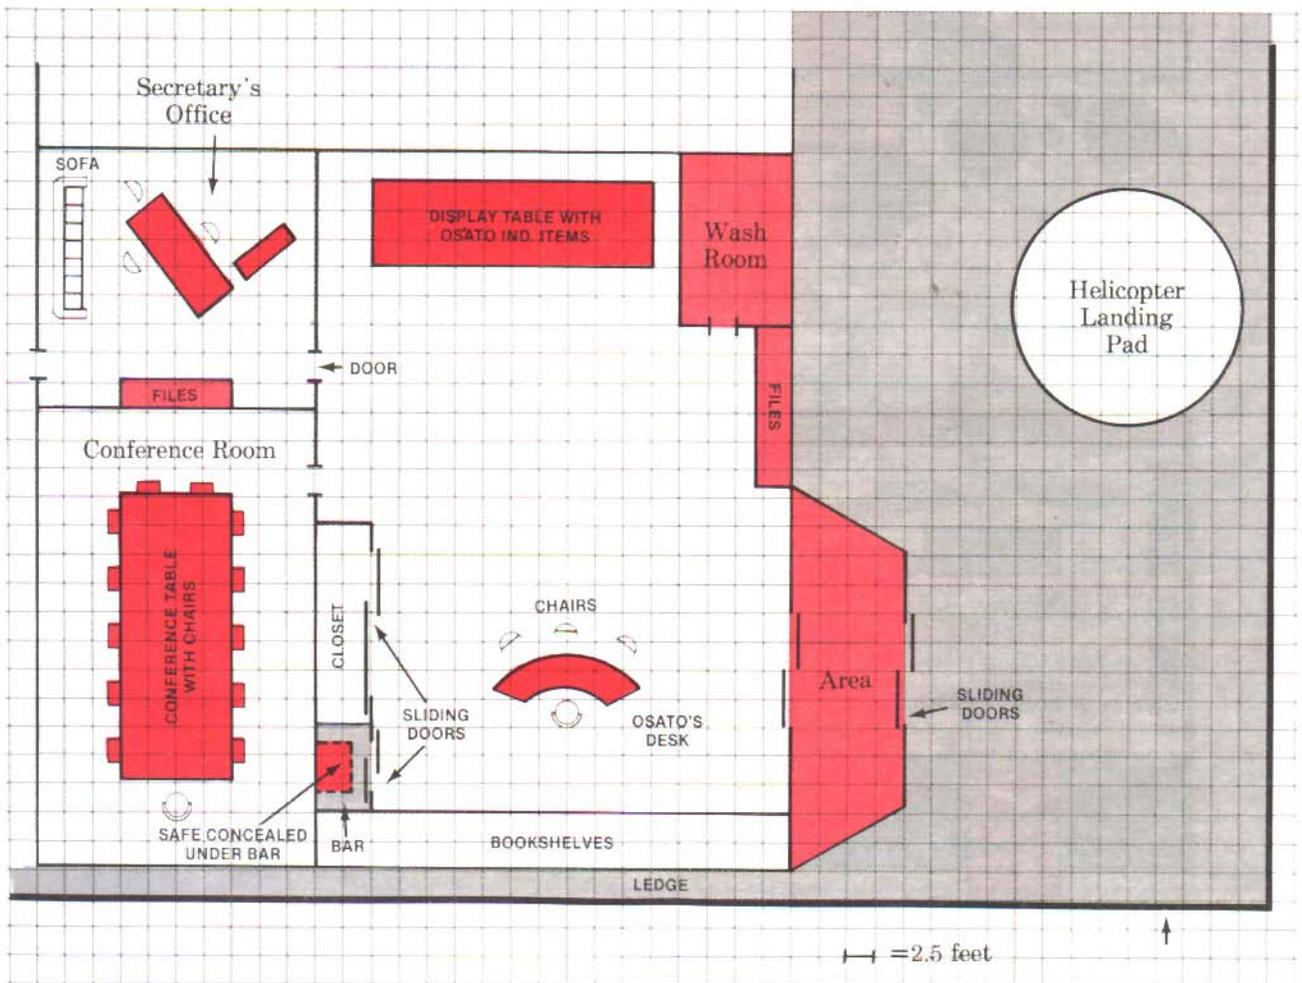 Secretary's
Office
SOFA
DISPLAY TABLE WITH
OSATO IND. ITEMS
Wash
Room
Helicopter
Landing
Pad
DOOR
FILES
FILES
Conference Room
CONFERENCE TABLE
WITH CHAIRS
CLOSET
CHAIRS
SLIDING
DOORS
OSATO'S
DESK
Area
SLIDING
DOORS
SAFE CONCEALED
UNDER BAR
BAR
BOOKSHELVES
LEDGE
=2.5 feet